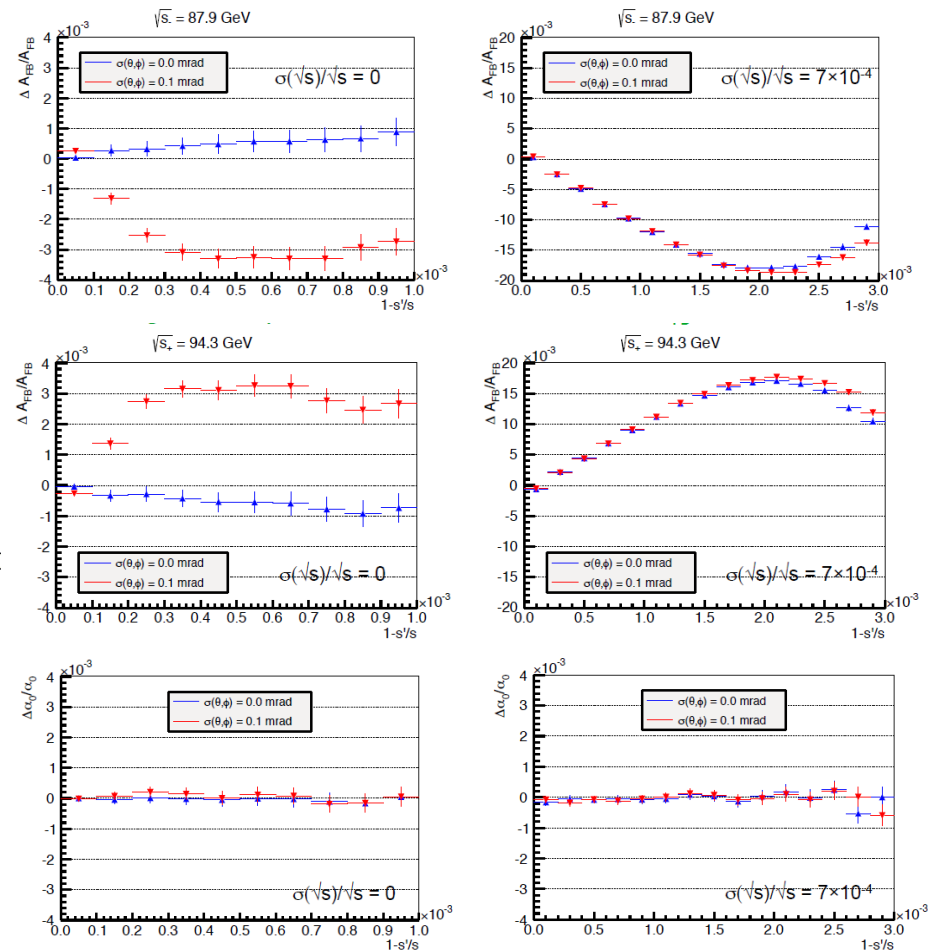 √s₋ = 87.9 GeV
×10⁻³
Δ A_FB/A_FB
4
3
2
1
0
−1
−2
−3
−4
σ(θ,ϕ) = 0.0 mrad
σ(θ,ϕ) = 0.1 mrad
σ(√s)/√s = 0
0.0 0.1 0.2 0.3 0.4 0.5 0.6 0.7 0.8 0.9 1.0
×10⁻³
1-s'/s
√s₋ = 87.9 GeV
×10⁻³
Δ A_FB/A_FB
20
15
10
5
0
−5
−10
−15
−20
σ(θ,ϕ) = 0.0 mrad
σ(θ,ϕ) = 0.1 mrad
σ(√s)/√s = 7×10⁻⁴
0.0 0.5 1.0 1.5 2.0 2.5 3.0
×10⁻³
1-s'/s
√s₊ = 94.3 GeV
×10⁻³
Δ A_FB/A_FB
4
3
2
1
0
−1
−2
−3
−4
σ(θ,ϕ) = 0.0 mrad
σ(θ,ϕ) = 0.1 mrad
σ(√s)/√s = 0
0.0 0.1 0.2 0.3 0.4 0.5 0.6 0.7 0.8 0.9 1.0
×10⁻³
1-s'/s
√s₊ = 94.3 GeV
×10⁻³
Δ A_FB/A_FB
20
15
10
5
0
−5
−10
−15
−20
σ(θ,ϕ) = 0.0 mrad
σ(θ,ϕ) = 0.1 mrad
σ(√s)/√s = 7×10⁻⁴
0.0 0.5 1.0 1.5 2.0 2.5 3.0
×10⁻³
1-s'/s
×10⁻³
Δα₀/α₀
4
3
2
1
0
−1
−2
−3
−4
σ(θ,ϕ) = 0.0 mrad
σ(θ,ϕ) = 0.1 mrad
σ(√s)/√s = 0
0.0 0.1 0.2 0.3 0.4 0.5 0.6 0.7 0.8 0.9 1.0
×10⁻³
1-s'/s
×10⁻³
Δα₀/α₀
4
3
2
1
0
−1
−2
−3
−4
σ(θ,ϕ) = 0.0 mrad
σ(θ,ϕ) = 0.1 mrad
σ(√s)/√s = 7×10⁻⁴
0.0 0.5 1.0 1.5 2.0 2.5 3.0
×10⁻³
1-s'/s